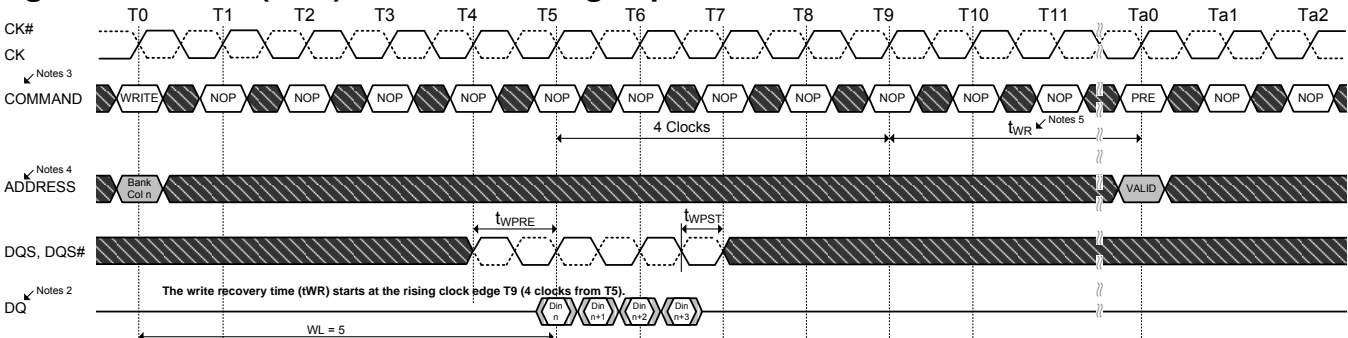 T0 T1 T2 T3 T4 T5 T6 T7 T8 T9 T10 T11 Ta0 Ta1 Ta2
CK#
CK
Notes 3
COMMAND WRITE NOP NOP NOP NOP NOP NOP NOP NOP NOP NOP NOP PRE NOP NOP
4 Clocks tWR Notes 5
Notes 4
ADDRESS Bank Col n VALID
tWPRE tWPST
DQS, DQS#
Notes 2 The write recovery time (tWR) starts at the rising clock edge T9 (4 clocks from T5).
DQ Din n Din n+1 Din n+2 Din n+3
WL = 5